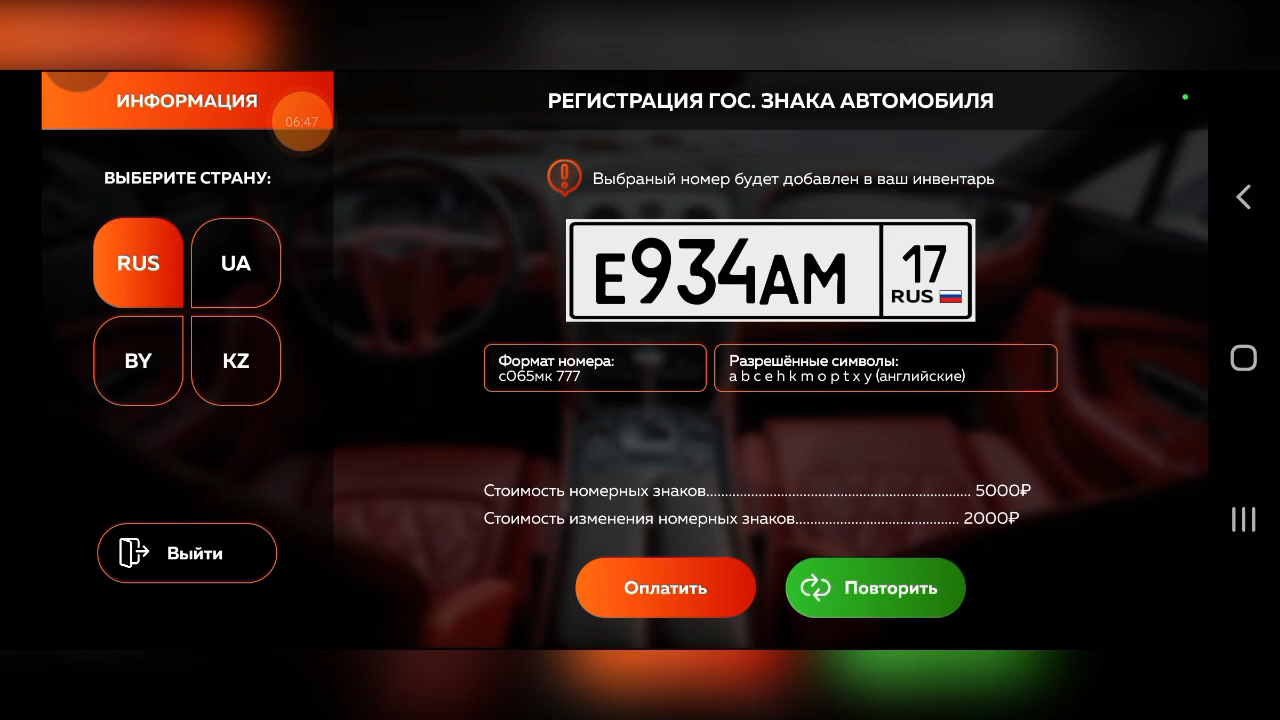 ИНФОРМАЦИЯ
06:47
РЕГИСТРАЦИЯ ГОС. ЗНАКА АВТОМОБИЛЯ
ВЫБЕРИТЕ СТРАНУ:
RUS
UA
BY
KZ
Выйти
Выбраный номер будет добавлен в ваш инвентарь
Е934АМ
17
RUS
Формат номера:
с065мк 777
Разрешённые символы:
a b c e h k m o p t x y (английские)
Стоимость номерных знаков........................................................................... 5000₽
Стоимость изменения номерных знаков.............................................. 2000₽
Оплатить
Повторить